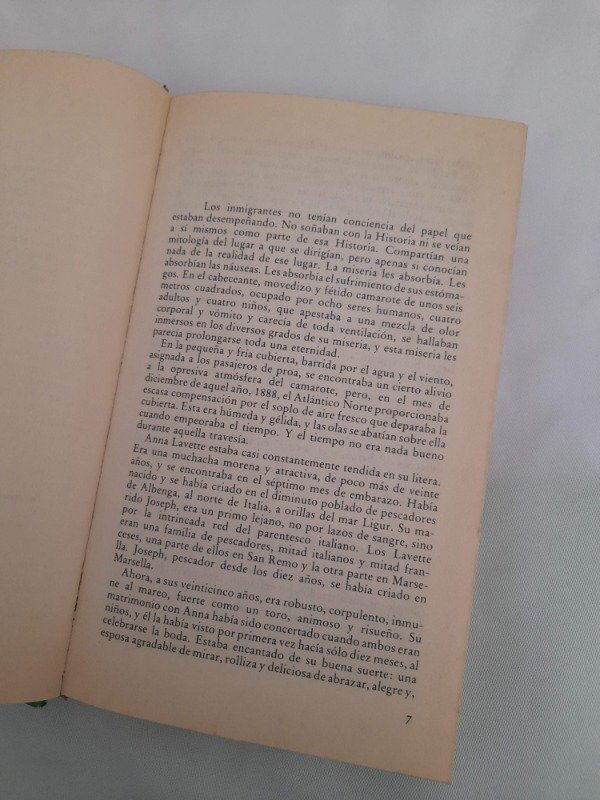 Los inmigrantes no tenían conciencia del papel que
estaban desempeñando. No soñaban con la Historia ni se veían
a sí mismos como parte de esa Historia. Compartían una
mitología del lugar a que se dirigían, pero apenas si conocían
nada de la realidad de ese lugar. La miseria les absorbía. Les
absorbía el sufrimiento de sus estóma-
absorbían las náuseas. Les
gos. En el cabeceante, movedizo y fétido camarote de unos seis
metros cuadrados, ocupado por ocho seres humanos, cuatro
adultos y cuatro niños, que apestaba a una mezcla de olor
corporal y vómito y carecía de toda ventilación, se hallaban
inmersos en los diversos grados de su miseria, y esta miseria les
parecía prolongarse toda una eternidad.
En la pequeña y fría cubierta, barrida por el agua y el viento,
asignada a los pasajeros de proa, se encontraba un cierto alivio
a la opresiva atmósfera del camarote, pero, en el mes de
diciembre de aquel año, 1888, el Atlántico Norte proporcionaba
escasa compensación por el soplo de aire fresco que deparaba la
cubierta. Esta era húmeda y gélida, y las olas se abatían sobre ella
cuando empeoraba el tiempo. Y el tiempo no era nada bueno
durante aquella travesía.
Anna Lavette estaba casi constantemente tendida en su litera.
Era una muchacha morena y atractiva, de poco más de veinte
años, y se encontraba en el séptimo mes de embarazo. Había
nacido y se había criado en el diminuto poblado de pescadores
de Albenga, al norte de Italia, a orillas del mar Ligur. Su ma-
rido Joseph, era un primo lejano, no por lazos de sangre, sino
por la intrincada red del parentesco italiano. Los Lavette
eran una familia de pescadores, mitad italianos y mitad fran-
ceses, una parte de ellos en San Remo y la otra parte en Marse-
lla. Joseph, pescador desde los diez años, se había criado en
Marsella.
Ahora, a sus veinticinco años, era robusto, corpulento, inmu-
ne al mareo, fuerte como un toro, animoso y risueño. Su
matrimonio con Anna había sido concertado cuando ambos eran
niños, y él la había visto por primera vez hacía sólo diez meses, al
celebrarse la boda. Estaba encantado de su buena suerte: una
esposa agradable de mirar, rolliza y deliciosa de abrazar, alegre y,
7